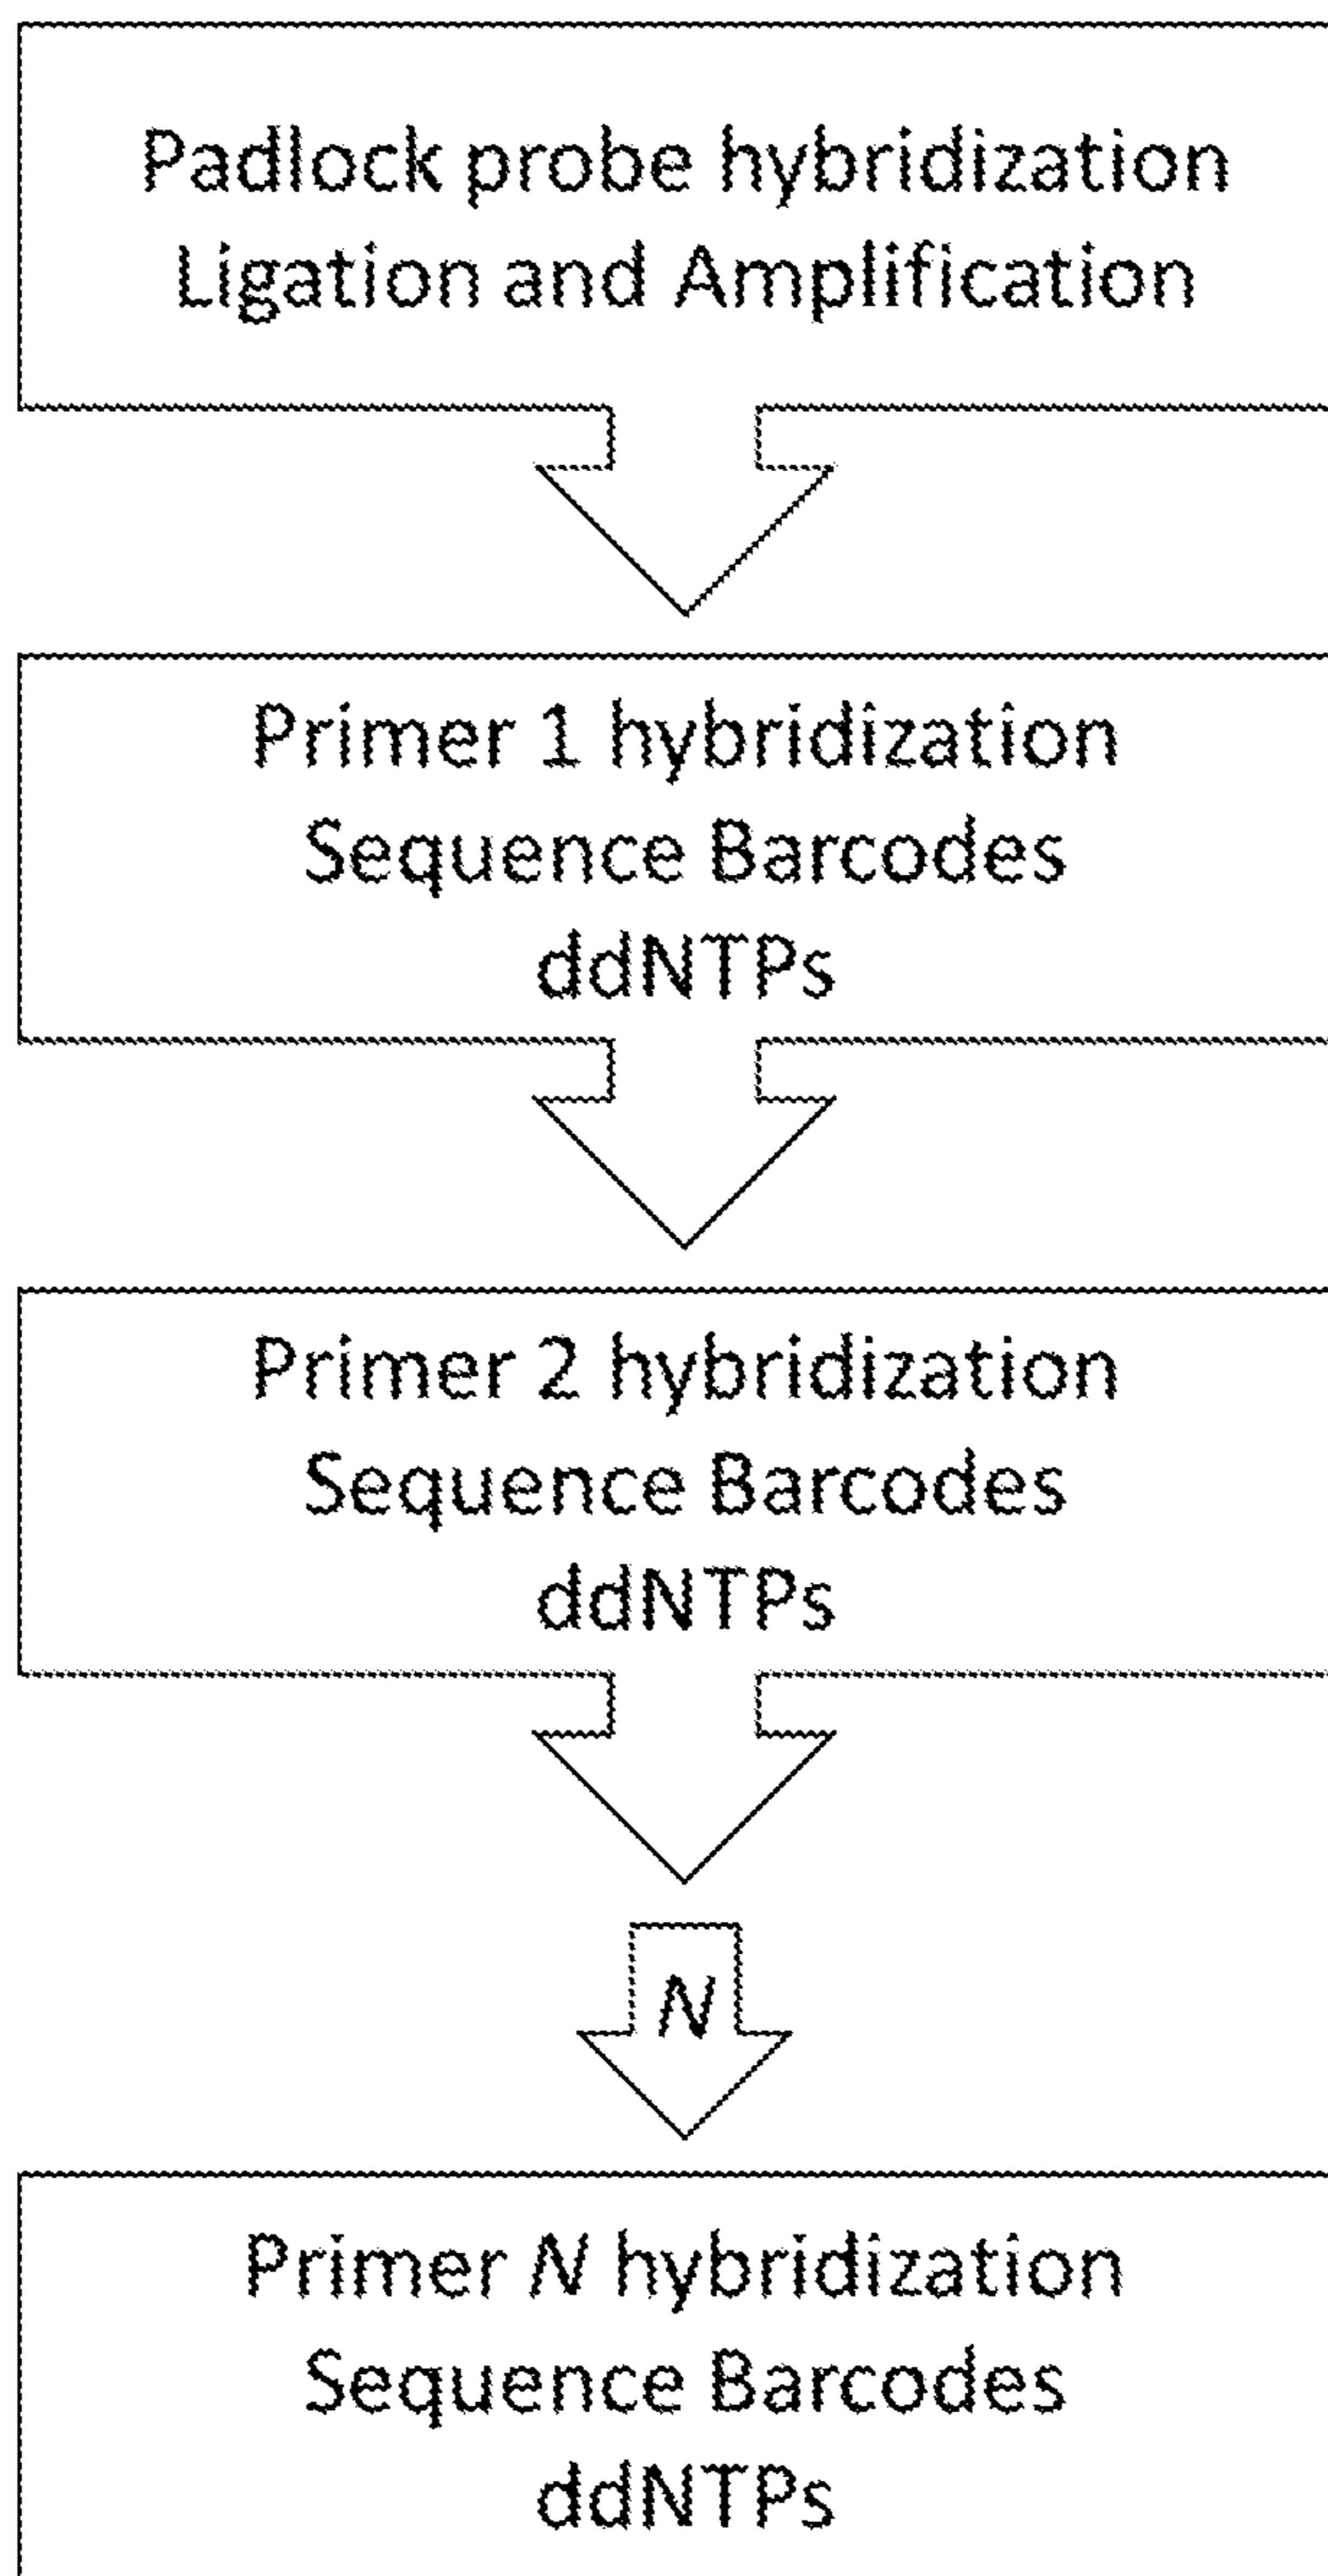 Padlock probe hybridization
Ligation and Amplification
Primer 1 hybridization
Sequence Barcodes
ddNTPs
Primer 2 hybridization
Sequence Barcodes
ddNTPs
N
Primer N hybridization
Sequence Barcodes
ddNTPs